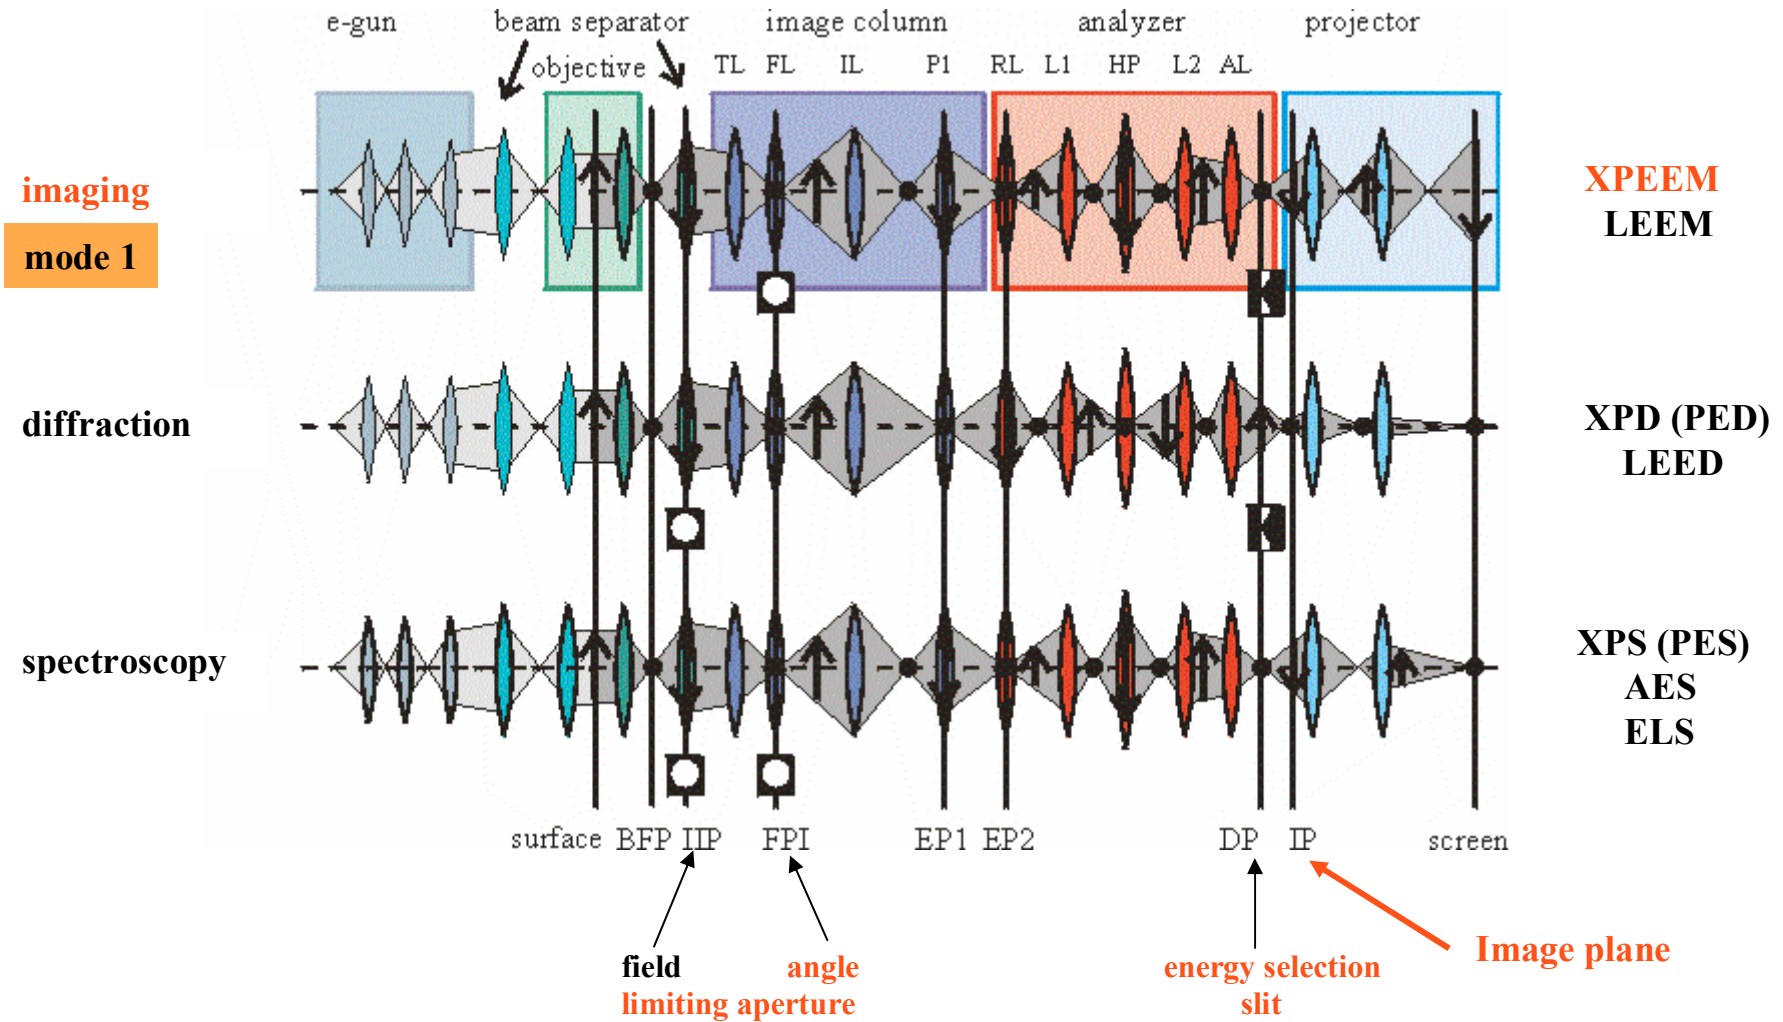 e-gun beam separator image column analyzer projector
objective TL FL IL P1 RL L1 HP L2 AL
imaging
mode 1
XPEEM
LEEM
diffraction
XPD (PED)
LEED
spectroscopy
XPS (PES)
AES
ELS
surface BFP IIP FPI EP1 EP2 DP IP screen
field angle
limiting aperture
energy selection
slit
Image plane